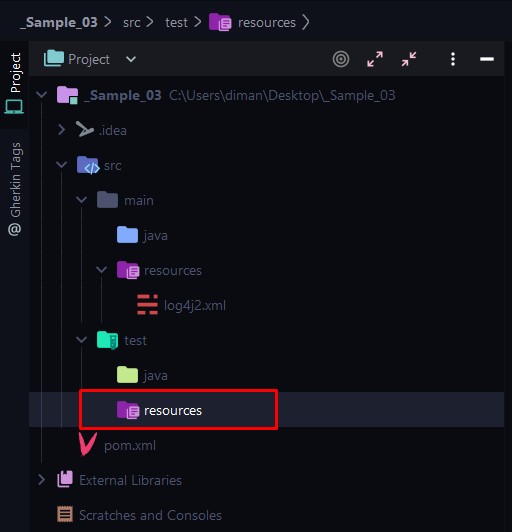 _Sample_03 src test resources
Project
Project
@ Gherkin Tags
_Sample_03 C:\Users\diman\Desktop\_Sample_03
.idea
src
main
java
resources
log4j2.xml
test
java
resources
pom.xml
External Libraries
Scratches and Consoles